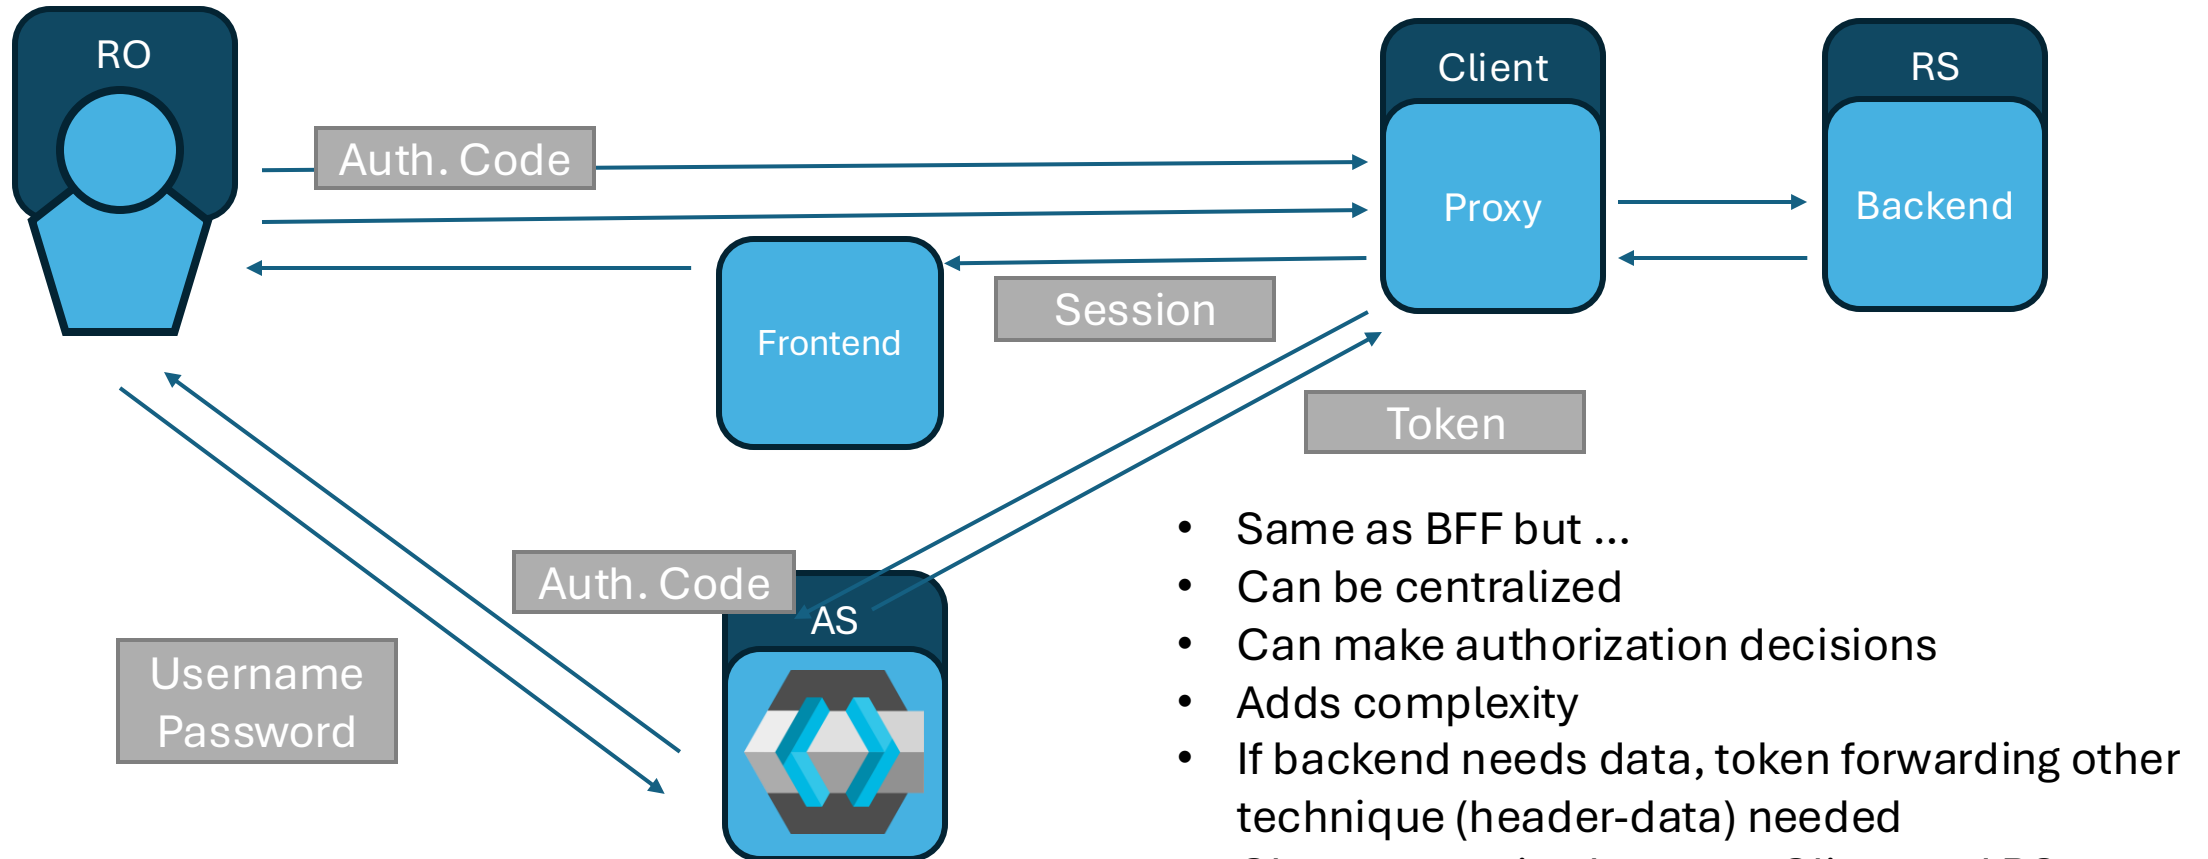 RO
Client
RS
Auth. Code
Proxy
Backend
Session
Frontend
Token
Auth. Code
AS
Username
Password
• Same as BFF but ...
• Can be centralized
• Can make authorization decisions
• Adds complexity
• If backend needs data, token forwarding other
technique (header-data) needed